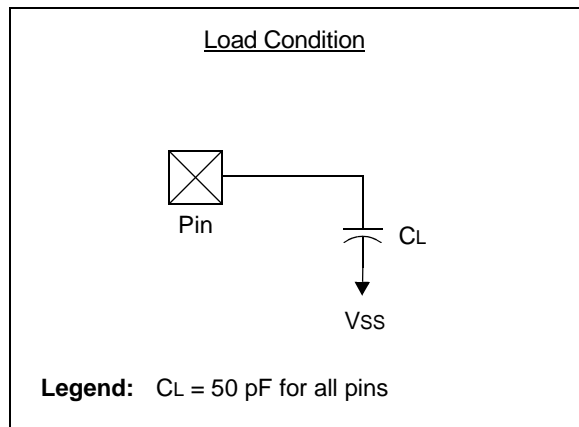 Load Condition
Pin
CL
VSS
Legend: CL = 50 pF for all pins